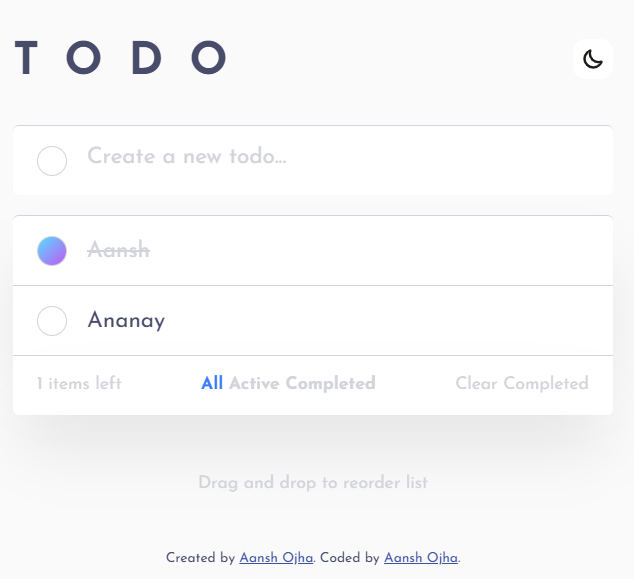 T O D O
Create a new todo...
Aansh
Ananay
1 items left All Active Completed Clear Completed
Drag and drop to reorder list
Created by Aansh Ojha. Coded by Aansh Ojha.